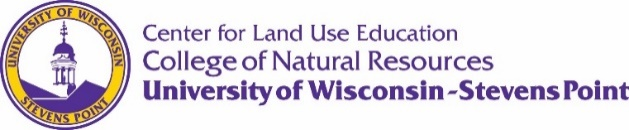 UNIVERSITY OF WISCONSIN
STEVENS POINT
Center for Land Use Education
College of Natural Resources
University of Wisconsin-Stevens Point